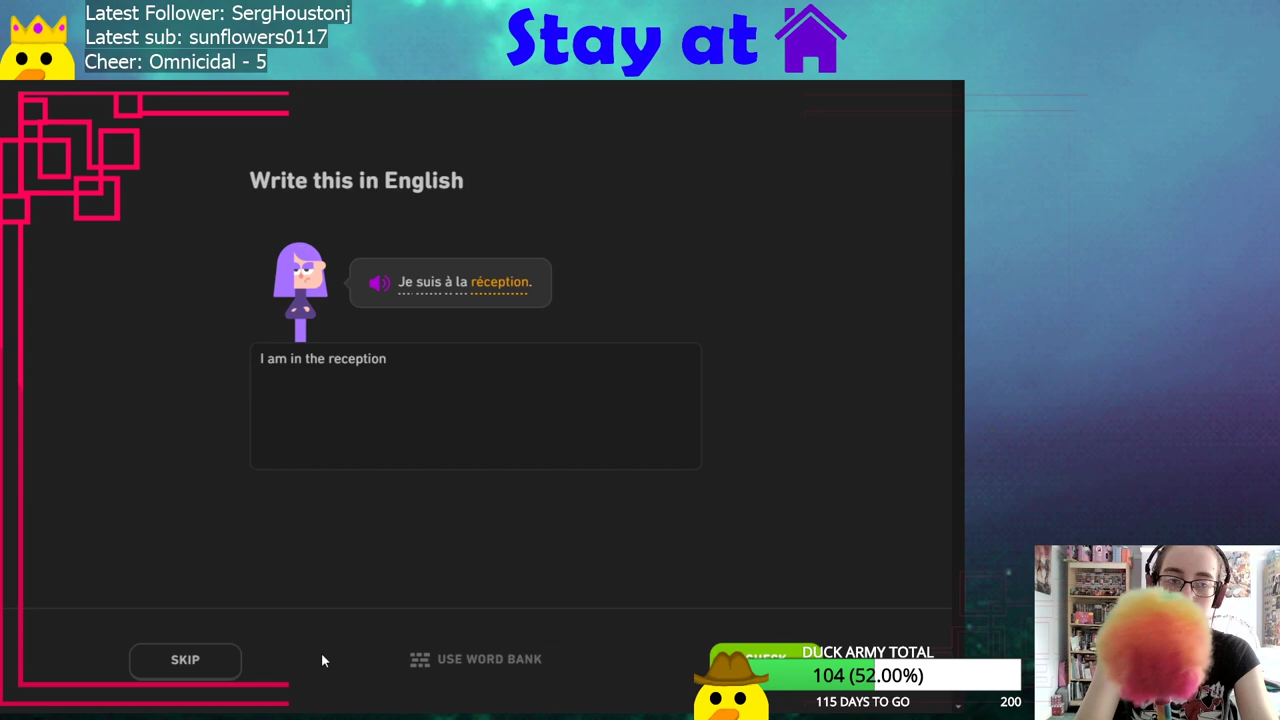 Latest Follower: SergHoustonj
Latest sub: sunflowers0117
Cheer: Omnicidal - 5
Stay at
Write this in English
Je suis à la réception.
I am in the reception
SKIP
USE WORD BANK
CHECK
DUCK ARMY TOTAL
104 (52.00%)
115 DAYS TO GO
200